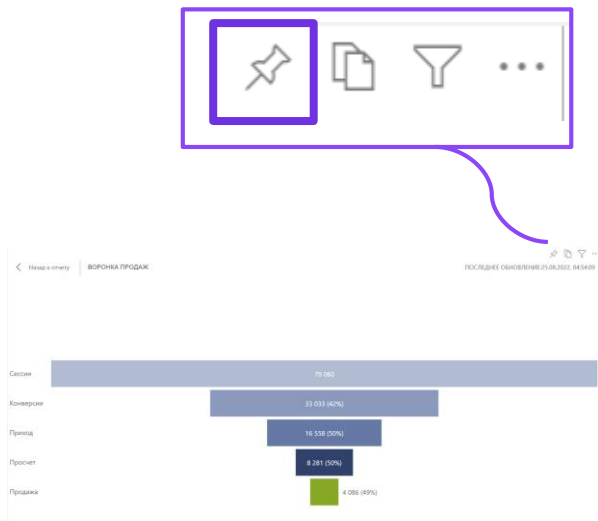 Назад к отчету
ВОРОНКА ПРОДАЖ
ПОСЛЕДНЕЕ ОБНОВЛЕНИЕ:25.08.2022, 04:54:09
Сессии
79 060
Конверсии
33 033 (42%)
Приход
16 558 (50%)
Просчет
8 281 (50%)
Продажа
4 086 (49%)